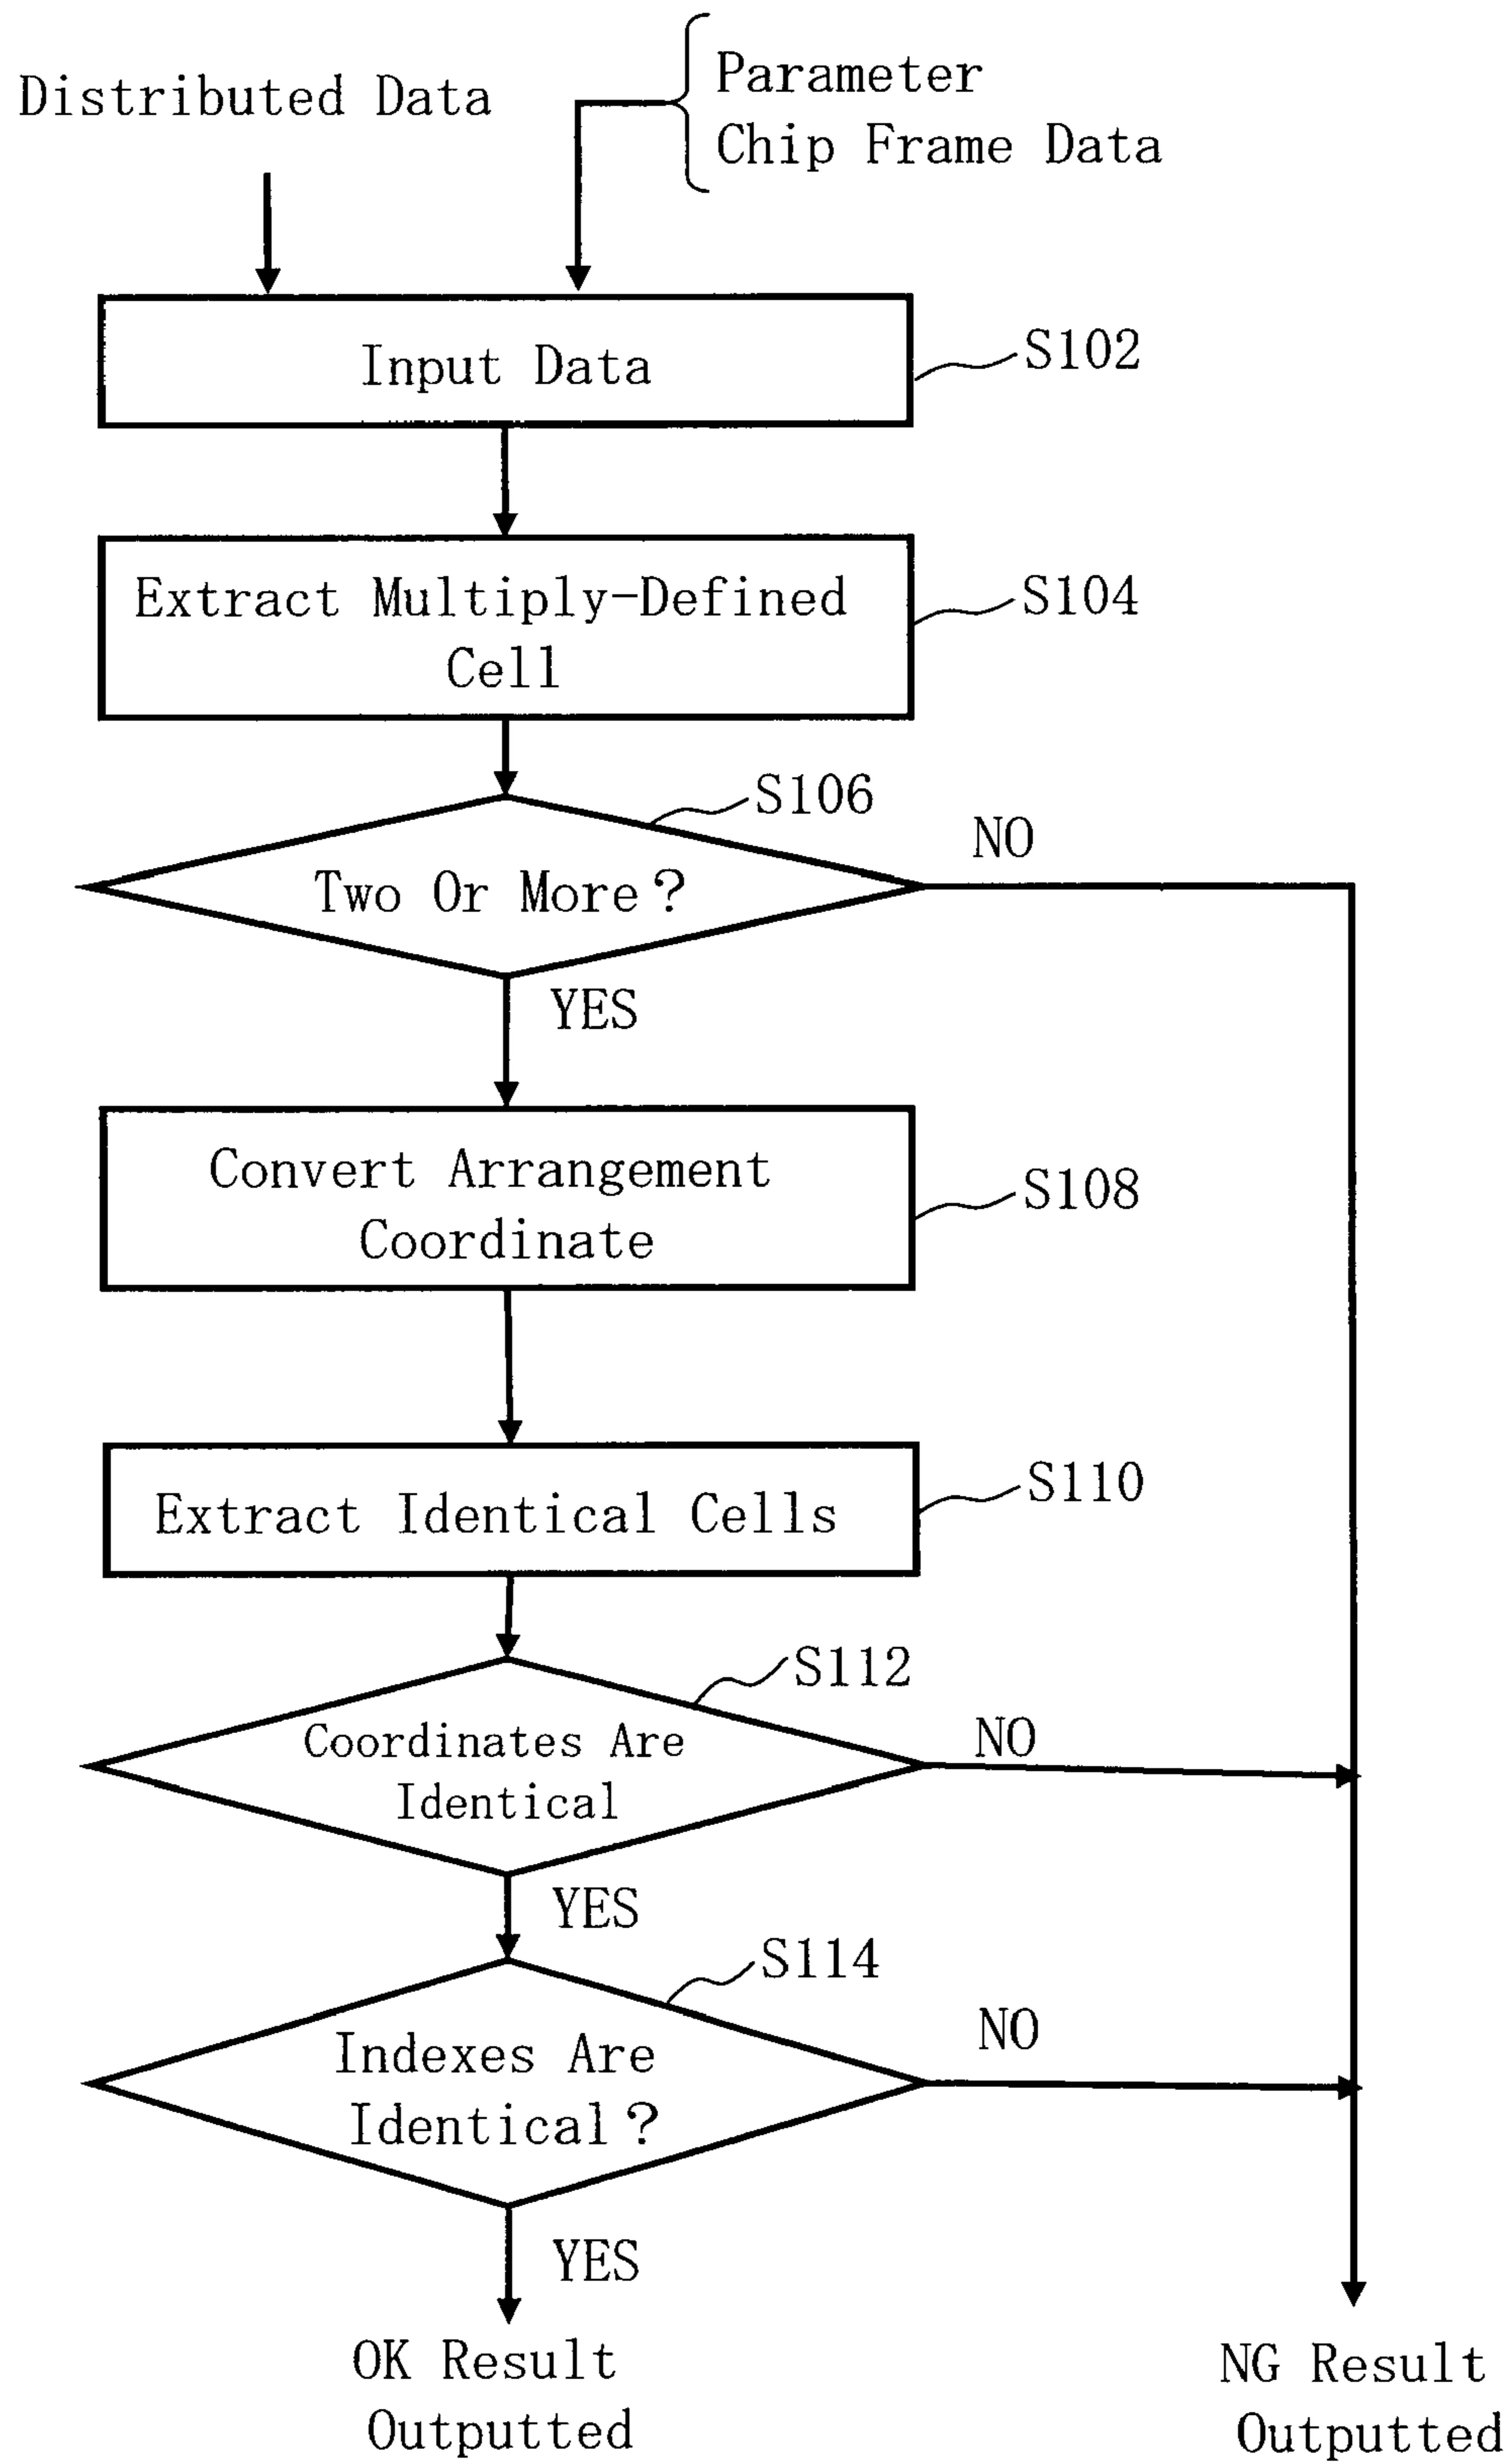 Distributed Data
Parameter
Chip Frame Data
Input Data
S102
Extract Multiply-Defined
Cell
S104
S106
Two Or More?
NO
YES
Convert Arrangement
Coordinate
S108
Extract Identical Cells
S110
S112
Coordinates Are
Identical
NO
YES
S114
Indexes Are
Identical?
NO
YES
OK Result
Outputted
NG Result
Outputted